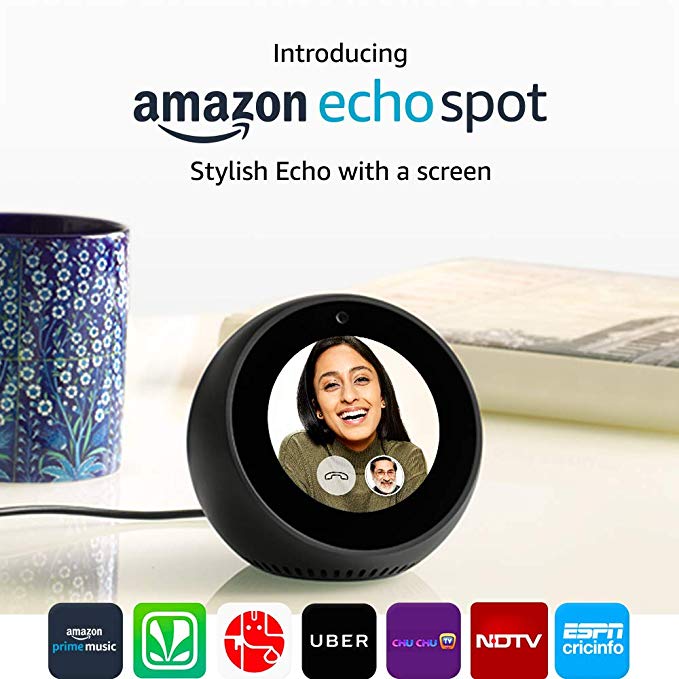 Introducing
amazon echo spot
Stylish Echo with a screen
amazon
prime music
UBER
CHU CHU TV
NDTV
ESPN
cricinfo